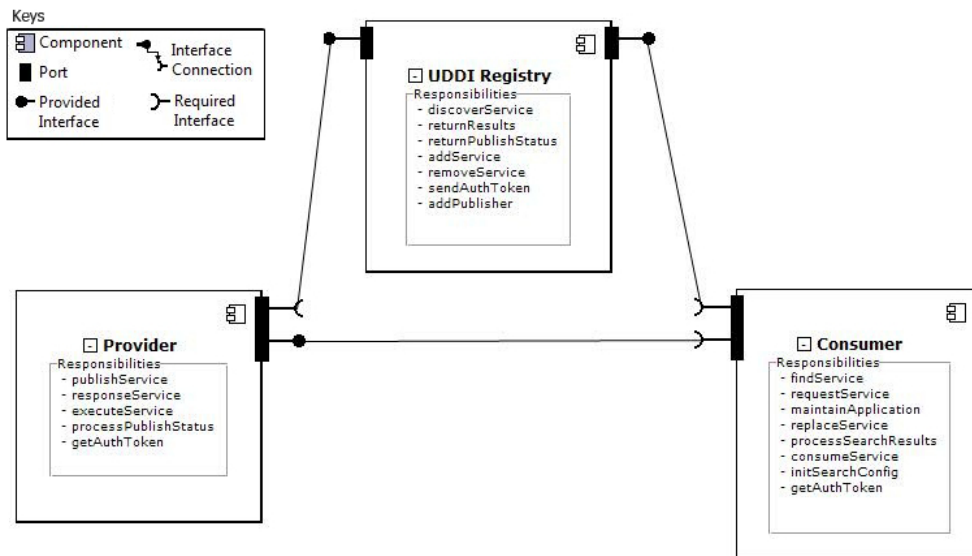 Keys
Component
Interface
Connection
Port
Provided
Interface
Required
Interface
UDDI Registry
Responsibilities
- discoverService
- returnResults
- returnPublishStatus
- addService
- removeService
- sendAuthToken
- addPublisher
Provider
Responsibilities
- publishService
- responseService
- executeService
- processPublishStatus
- getAuthToken
Consumer
Responsibilities
- findService
- requestService
- maintainApplication
- replaceService
- processSearchResults
- consumeService
- initSearchConfig
- getAuthToken